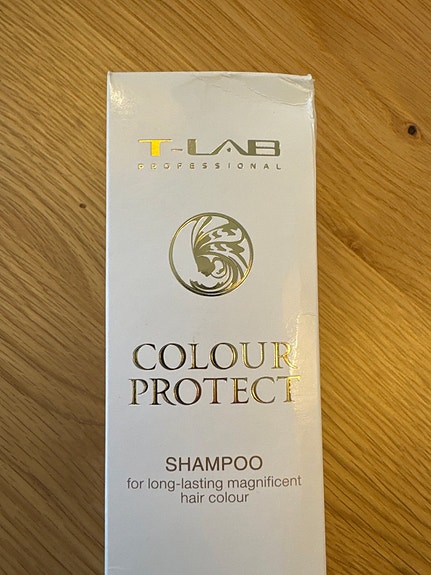 T-LAB
PROFESSIONAL
COLOUR
PROTECT
SHAMPOO
for long-lasting magnificent
hair colour